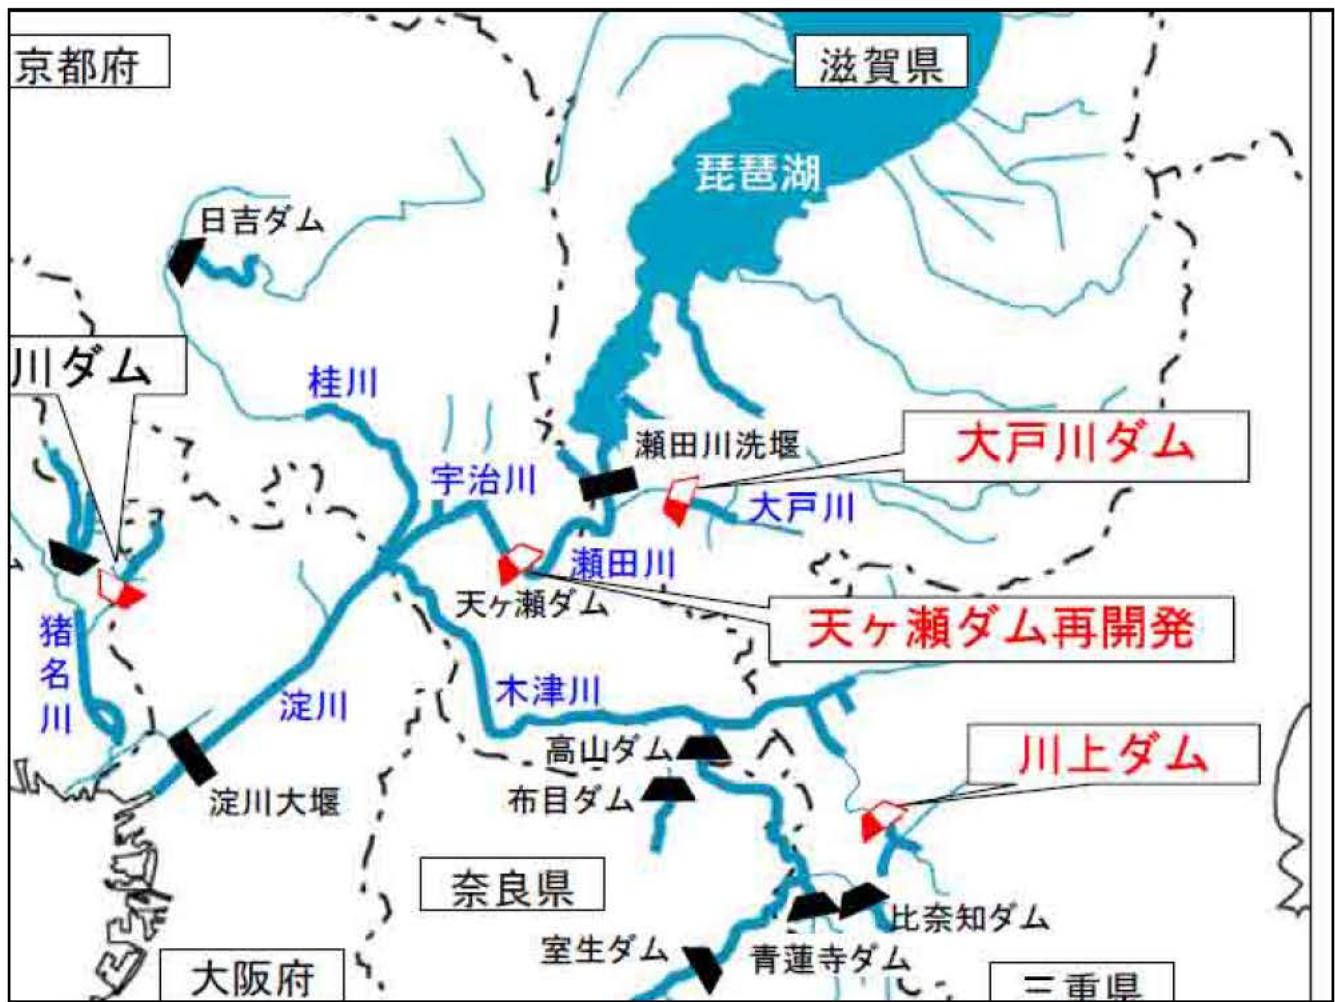 京都府
滋賀県
琵琶湖
日吉ダム
川ダム
桂川
瀬田川洗堰
大戸川ダム
宇治川
大戸川
瀬田川
天ヶ瀬ダム
天ヶ瀬ダム再開発
猪名川
淀川
木津川
高山ダム
川上ダム
布目ダム
淀川大堰
奈良県
比奈知ダム
室生ダム
青蓮寺ダム
大阪府
三重県